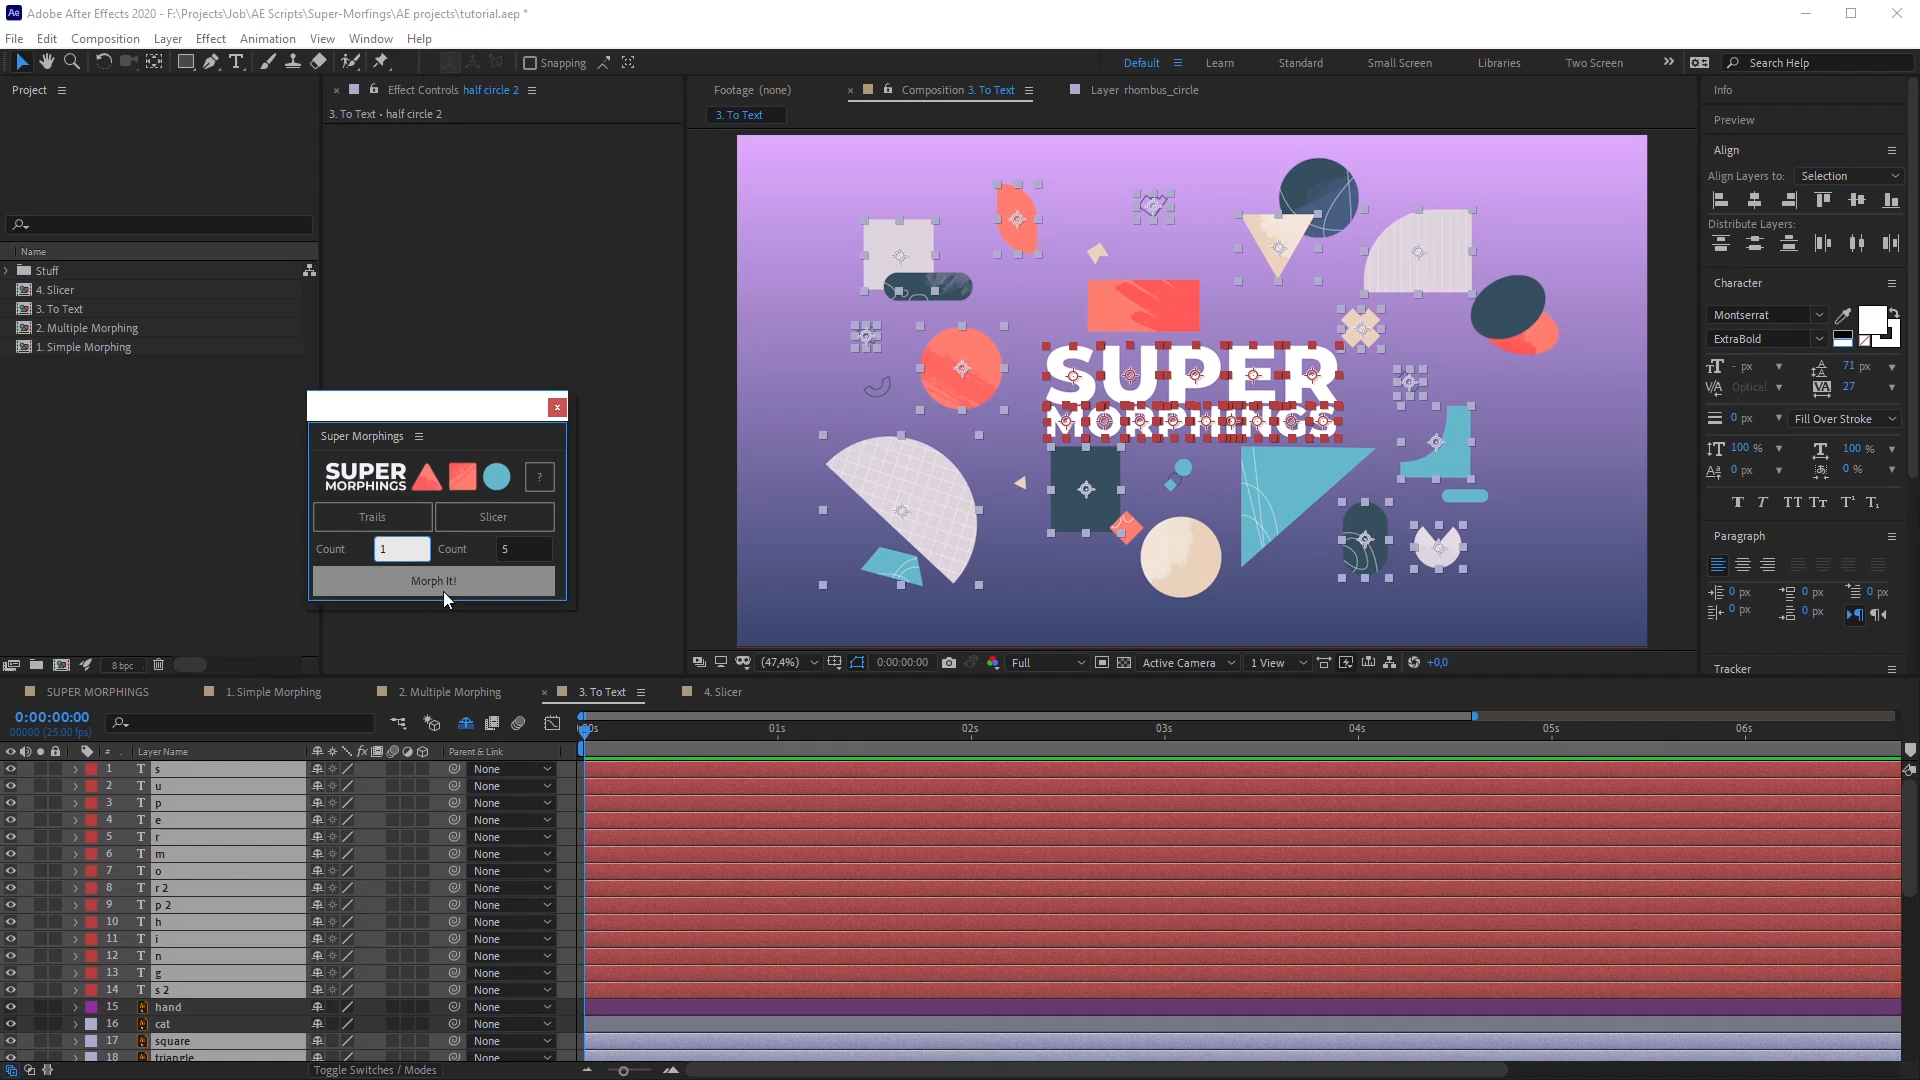 Ae Adobe After Effects 2020 - F:\Projects\Job\AE Scripts\Super-Morfings\AE projects\tutorial.aep *
File Edit Composition Layer Effect Animation View Window Help
Snapping
Default Learn Standard Small Screen Libraries Two Screen Search Help
Project
Effect Controls half circle 2
3. To Text • half circle 2
Name
Stuff
4. Slicer
3. To Text
2. Multiple Morphing
1. Simple Morphing
8 bpc
Super Morphings
SUPER
MORPHINGS
?
Trails Slicer
Count 1 Count 5
Morph It!
Footage (none) Composition 3. To Text Layer rhombus_circle
3. To Text
SUPER
MORPHINGS
(47,4%) 0:00:00:00 Full Active Camera 1 View +0,0
Info
Preview
Align
Align Layers to: Selection
Distribute Layers:
Character
Montserrat
ExtraBold
- px 71 px
Optical 27
0 px Fill Over Stroke
100 % 100 %
0 px 0 %
T T TT Tt T¹ T₁
Paragraph
0 px 0 px 0 px
0 px 0 px
Tracker
SUPER MORPHINGS 1. Simple Morphing 2. Multiple Morphing 3. To Text 4. Slicer
0:00:00:00
00000 (25.00 fps)
:00s 01s 02s 03s 04s 05s 06s
# Layer Name fx Parent & Link
1 T s None
2 T u None
3 T p None
4 T e None
5 T r None
6 T m None
7 T o None
8 T r 2 None
9 T p 2 None
10 T h None
11 T i None
12 T n None
13 T g None
14 T s 2 None
15 hand None
16 cat None
17 square None
18 triangle None
Toggle Switches / Modes